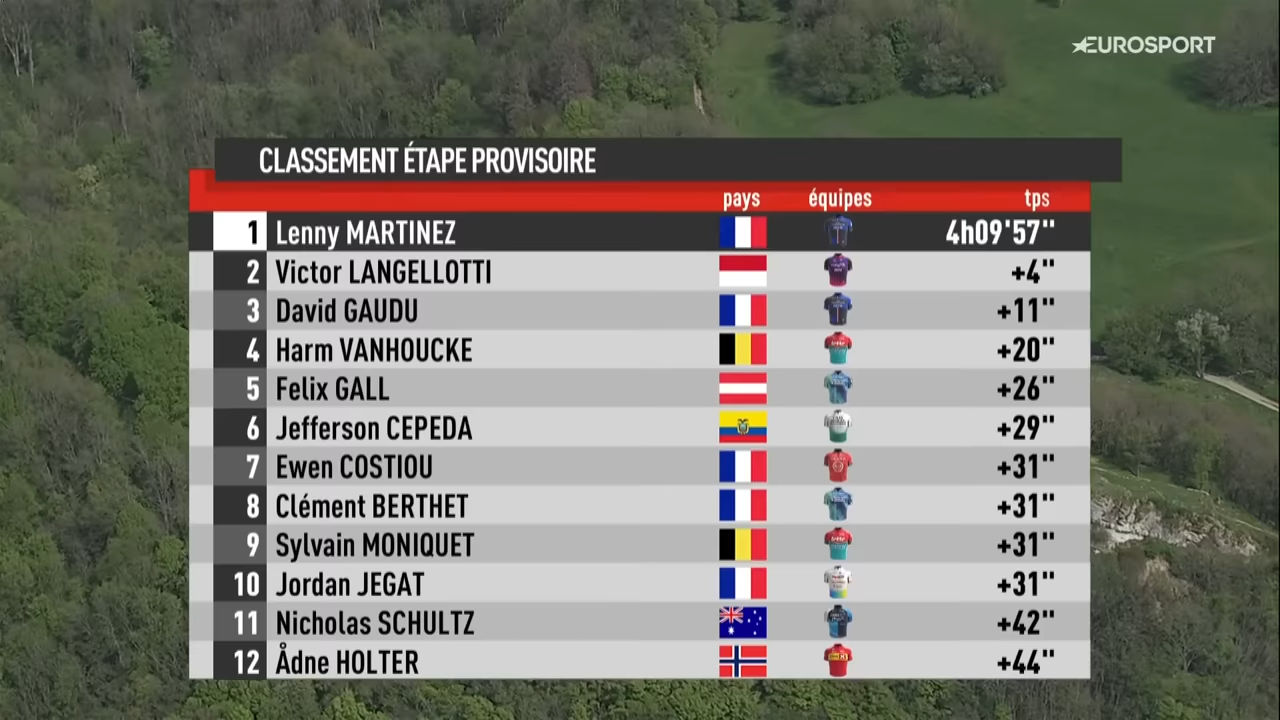 EUROSPORT
CLASSEMENT ÉTAPE PROVISOIRE
pays équipes tps
1 Lenny MARTINEZ 4h09'57"
2 Victor LANGELLOTTI +4"
3 David GAUDU +11"
4 Harm VANHOUCKE +20"
5 Felix GALL +26"
6 Jefferson CEPEDA +29"
7 Ewen COSTIOU +31"
8 Clément BERTHET +31"
9 Sylvain MONIQUET +31"
10 Jordan JEGAT +31"
11 Nicholas SCHULTZ +42"
12 Ådne HOLTER +44"